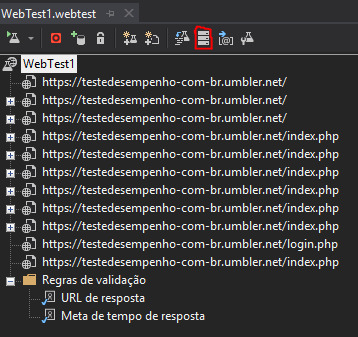 WebTest1.webtest
WebTest1
https://testedesempenho-com-br.umbler.net/
https://testedesempenho-com-br.umbler.net/
https://testedesempenho-com-br.umbler.net/
https://testedesempenho-com-br.umbler.net/index.php
https://testedesempenho-com-br.umbler.net/index.php
https://testedesempenho-com-br.umbler.net/index.php
https://testedesempenho-com-br.umbler.net/index.php
https://testedesempenho-com-br.umbler.net/index.php
https://testedesempenho-com-br.umbler.net/index.php
https://testedesempenho-com-br.umbler.net/login.php
https://testedesempenho-com-br.umbler.net/index.php
Regras de validação
URL de resposta
Meta de tempo de resposta